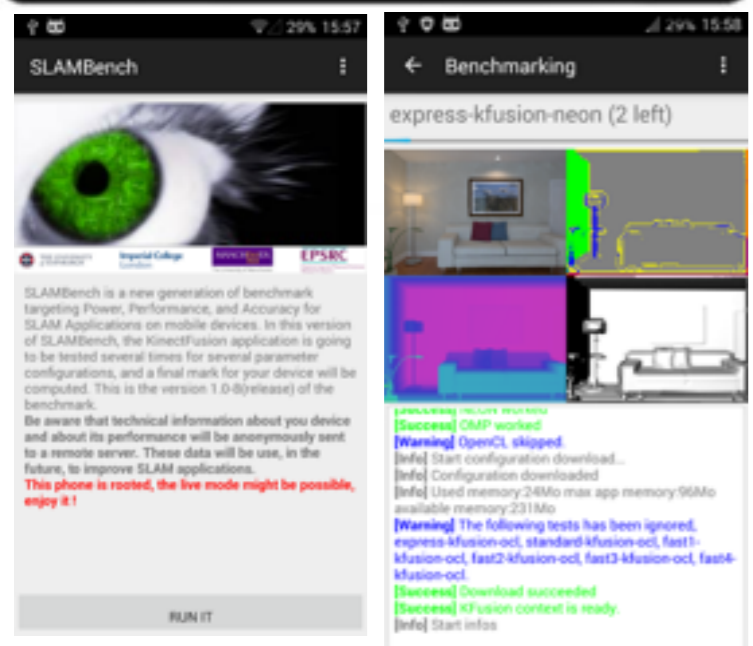 29% 15:57
SLAMBench
Imperial College
London
MANCHESTER
EPSRC
SLAMBench is a new generation of benchmark
targeting Power, Performance, and Accuracy for
SLAM Applications on mobile devices. In this version
of SLAMBench, the KinectFusion application is going
to be tested several times for several parameter
configurations, and a final mark for your device will be
computed. This is the version 1.0-8(release) of the
benchmark.
Be aware that technical information about you device
and about its performance will be anonymously sent
to a remote server. These data will be use, in the
future, to improve SLAM applications.
This phone is rooted, the live mode might be possible,
enjoy it !
RUN IT
29% 15:58
Benchmarking
express-kfusion-neon (2 left)
[Success] NEON worked
[Success] OMP worked
[Warning] OpenCL skipped.
[Info] Start configuration download...
[Info] Configuration downloaded
[Info] Used memory:24Mo max app memory:96Mo
available memory:231Mo
[Warning] The following tests has been ignored,
express-kfusion-ocl, standard-kfusion-ocl, fast1-
kfusion-ocl, fast2-kfusion-ocl, fast3-kfusion-ocl, fast4-
kfusion-ocl.
[Success] Download succeeded
[Success] KFusion context is ready.
[Info] Start infos